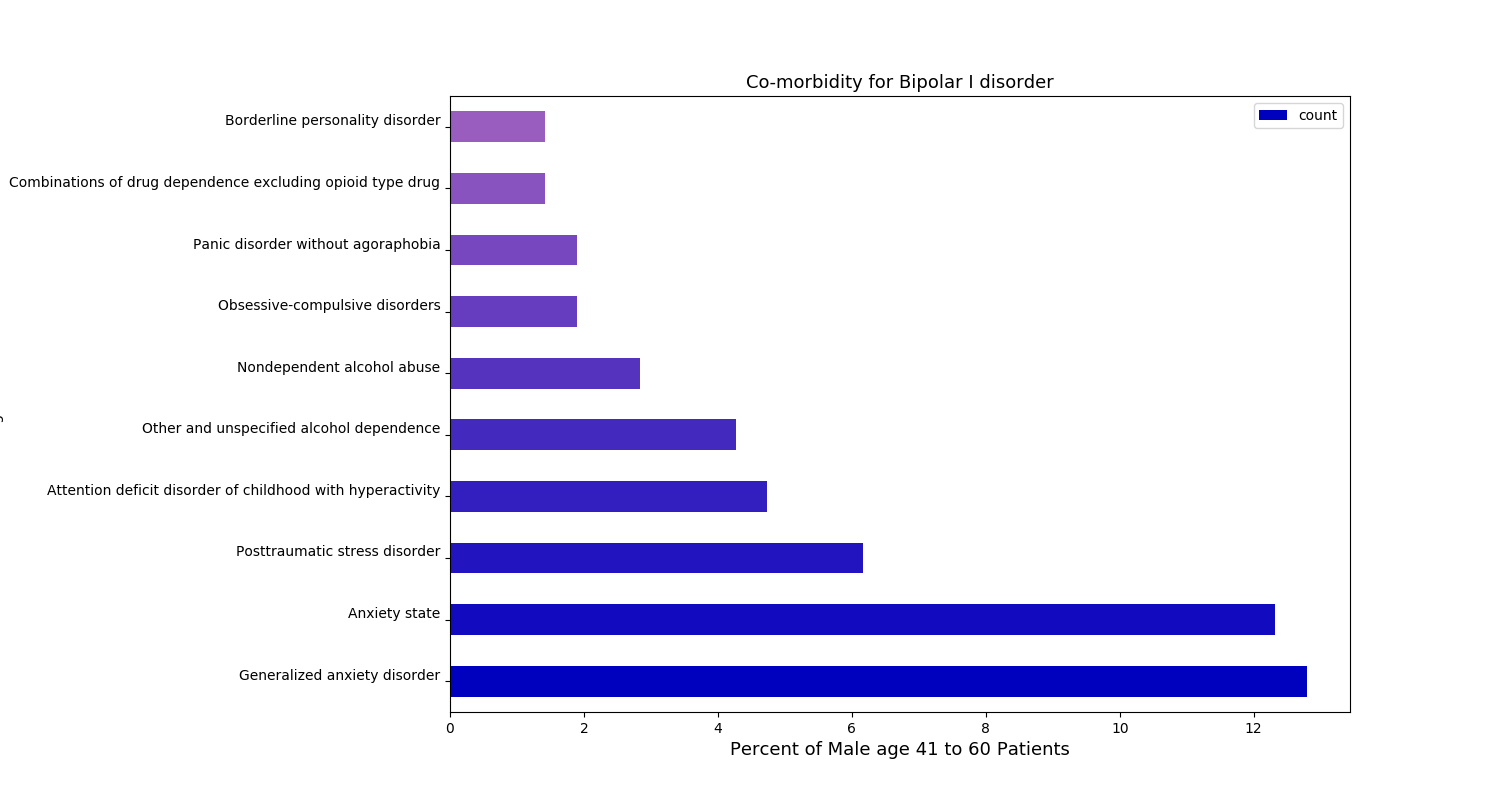 Co-morbidity for Bipolar I disorder
count
Borderline personality disorder
Combinations of drug dependence excluding opioid type drug
Panic disorder without agoraphobia
Obsessive-compulsive disorders
Nondependent alcohol abuse
Other and unspecified alcohol dependence
Attention deficit disorder of childhood with hyperactivity
Posttraumatic stress disorder
Anxiety state
Generalized anxiety disorder
0 2 4 6 8 10 12
Percent of Male age 41 to 60 Patients